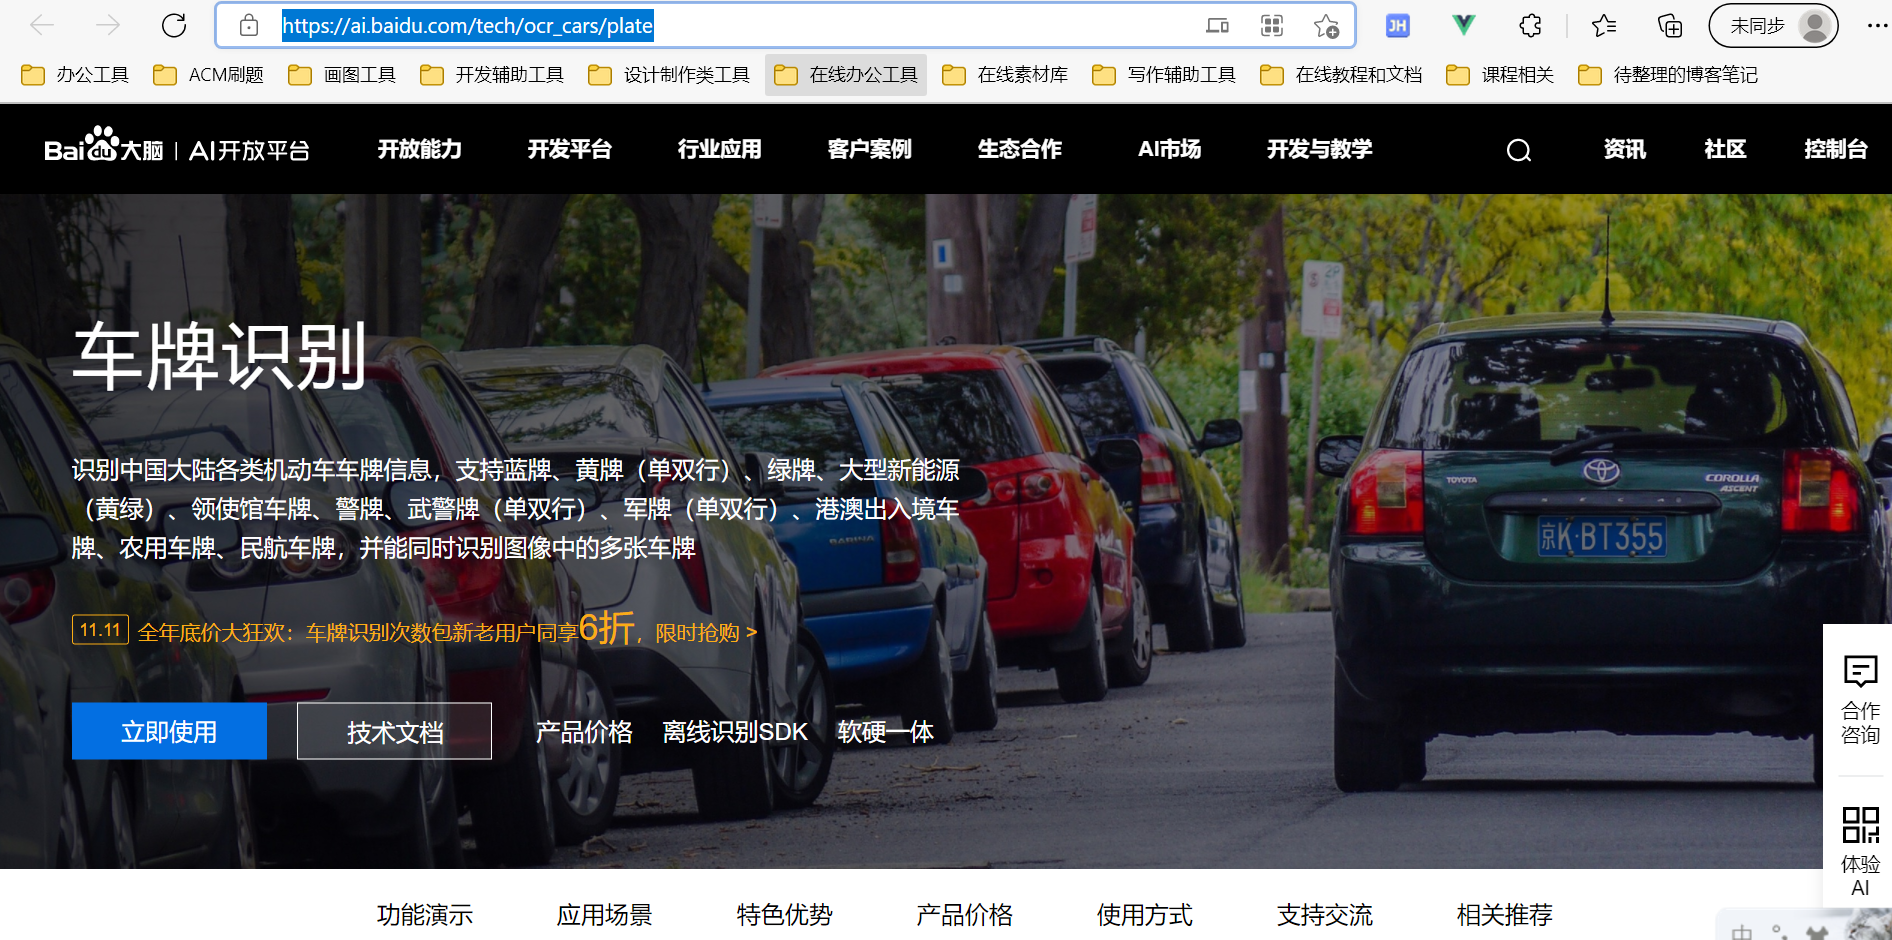 https://ai.baidu.com/tech/ocr_cars/plate
JH
未同步
办公工具 ACM刷题 画图工具 开发辅助工具 设计制作类工具 在线办公工具 在线素材库 写作辅助工具 在线教程和文档 课程相关 待整理的博客笔记
Bai du 大脑 | AI开放平台 开放能力 开发平台 行业应用 客户案例 生态合作 AI市场 开发与教学 资讯 社区 控制台
2P
车牌识别
识别中国大陆各类机动车车牌信息，支持蓝牌、黄牌（单双行）、绿牌、大型新能源
（黄绿）、领使馆车牌、警牌、武警牌（单双行）、军牌（单双行）、港澳出入境车
牌、农用车牌、民航车牌，并能同时识别图像中的多张车牌
TOYOTA
COROLLA
ASCENT
SECA
京K·BT355
BARINA
11.11 全年底价大狂欢：车牌识别次数包新老用户同享6折，限时抢购 >
立即使用 技术文档 产品价格 离线识别SDK 软硬一体
合作
咨询
体验
AI
功能演示 应用场景 特色优势 产品价格 使用方式 支持交流 相关推荐
中